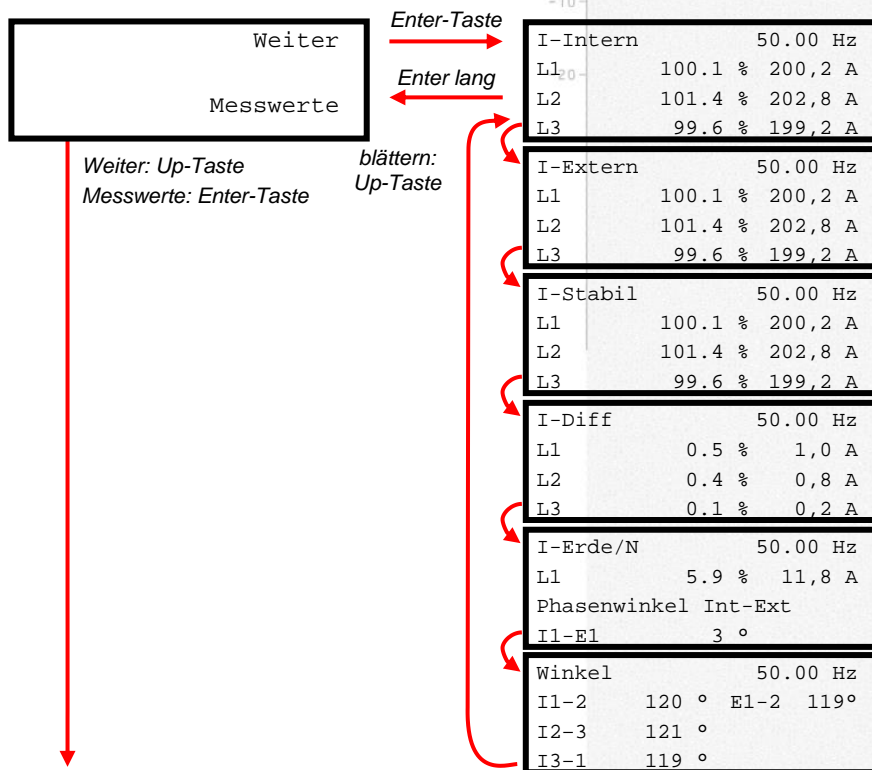 -10-
Enter-Taste
Weiter
Messwerte
Enter lang
Weiter: Up-Taste
Messwerte: Enter-Taste
blättern:
Up-Taste
I-Intern 50.00 Hz
L1 100.1 % 200,2 A
-20-
L2 101.4 % 202,8 A
L3 99.6 % 199,2 A
I-Extern 50.00 Hz
L1 100.1 % 200,2 A
L2 101.4 % 202,8 A
L3 99.6 % 199,2 A
I-Stabil 50.00 Hz
L1 100.1 % 200,2 A
L2 101.4 % 202,8 A
L3 99.6 % 199,2 A
I-Diff 50.00 Hz
L1 0.5 % 1,0 A
L2 0.4 % 0,8 A
L3 0.1 % 0,2 A
I-Erde/N 50.00 Hz
L1 5.9 % 11,8 A
Phasenwinkel Int-Ext
I1-E1 3 º
Winkel 50.00 Hz
I1-2 120 º E1-2 119º
I2-3 121 º
I3-1 119 º